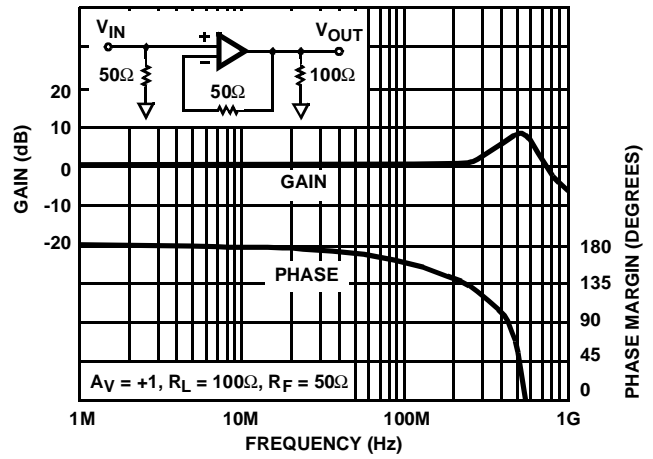 V_IN
V_OUT
+
−
50Ω
50Ω
100Ω
20
10
0
-10
-20
GAIN (dB)
GAIN
PHASE
180
135
90
45
0
PHASE MARGIN (DEGREES)
A_V = +1, R_L = 100Ω, R_F = 50Ω
1M
10M
100M
1G
FREQUENCY (Hz)